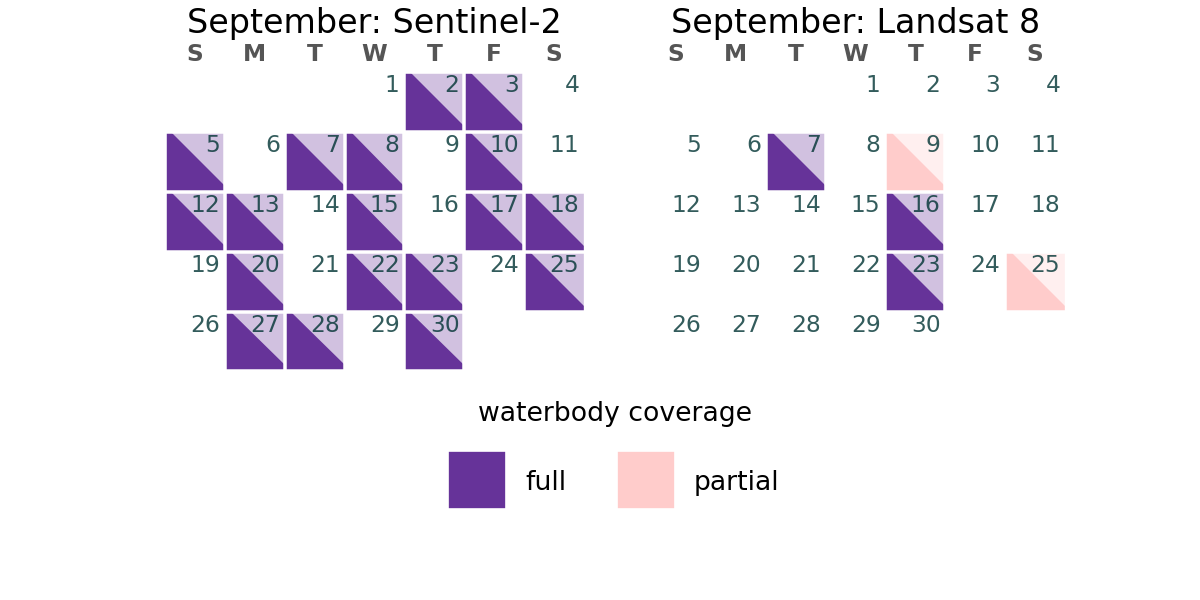 September: Sentinel-2
S M T W T F S
1 2 3 4
5 6 7 8 9 10 11
12 13 14 15 16 17 18
19 20 21 22 23 24 25
26 27 28 29 30
September: Landsat 8
S M T W T F S
1 2 3 4
5 6 7 8 9 10 11
12 13 14 15 16 17 18
19 20 21 22 23 24 25
26 27 28 29 30
waterbody coverage
full partial